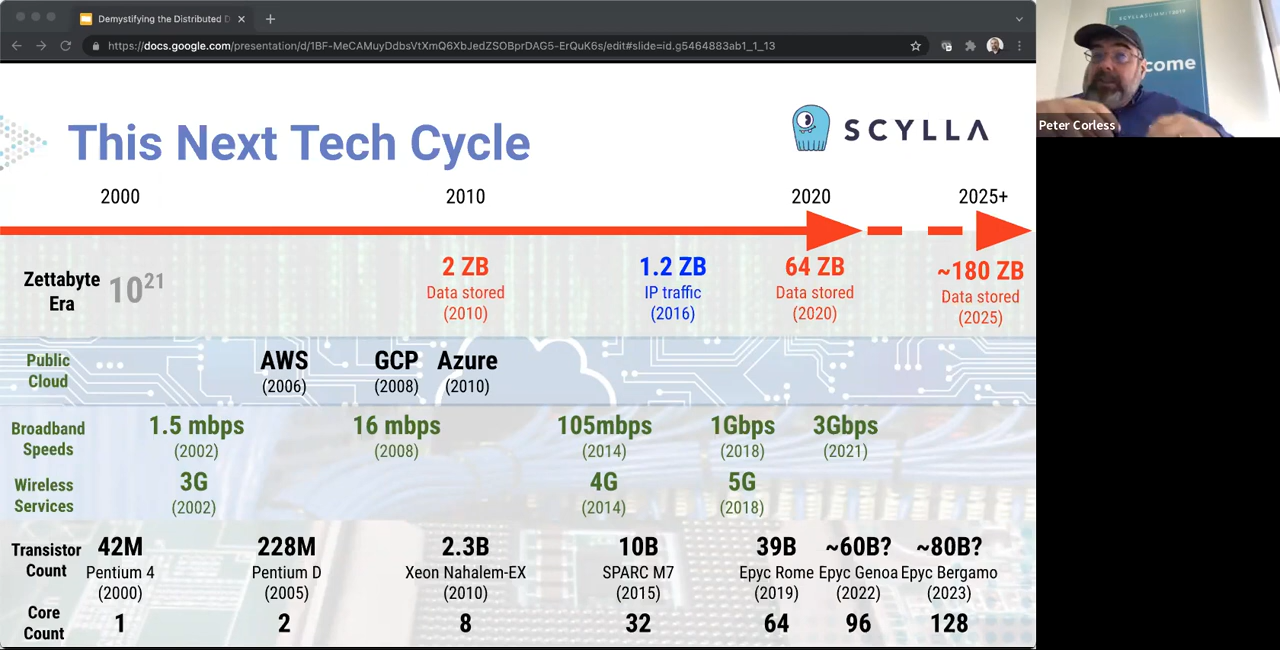 Demystifying the Distributed D
https://docs.google.com/presentation/d/1BF-MeCAMuyDdbsVtXmQ6XbJedZSOBprDAG5-ErQuK6s/edit#slide=id.g5464883ab1_1_13
SCYLLASUMMIT2022
come
Peter Corless
This Next Tech Cycle
SCYLLA
2000 2010 2020 2025+
Zettabyte Era 10²¹
2 ZB Data stored (2010)
1.2 ZB IP traffic (2016)
64 ZB Data stored (2020)
~180 ZB Data stored (2025)
Public Cloud
AWS (2006)
GCP (2008)
Azure (2010)
Broadband Speeds
1.5 mbps (2002)
16 mbps (2008)
105mbps (2014)
1Gbps (2018)
3Gbps (2021)
Wireless Services
3G (2002)
4G (2014)
5G (2018)
Transistor Count
42M Pentium 4 (2000)
228M Pentium D (2005)
2.3B Xeon Nahalem-EX (2010)
10B SPARC M7 (2015)
39B Epyc Rome (2019)
~60B? Epyc Genoa (2022)
~80B? Epyc Bergamo (2023)
Core Count
1 2 8 32 64 96 128